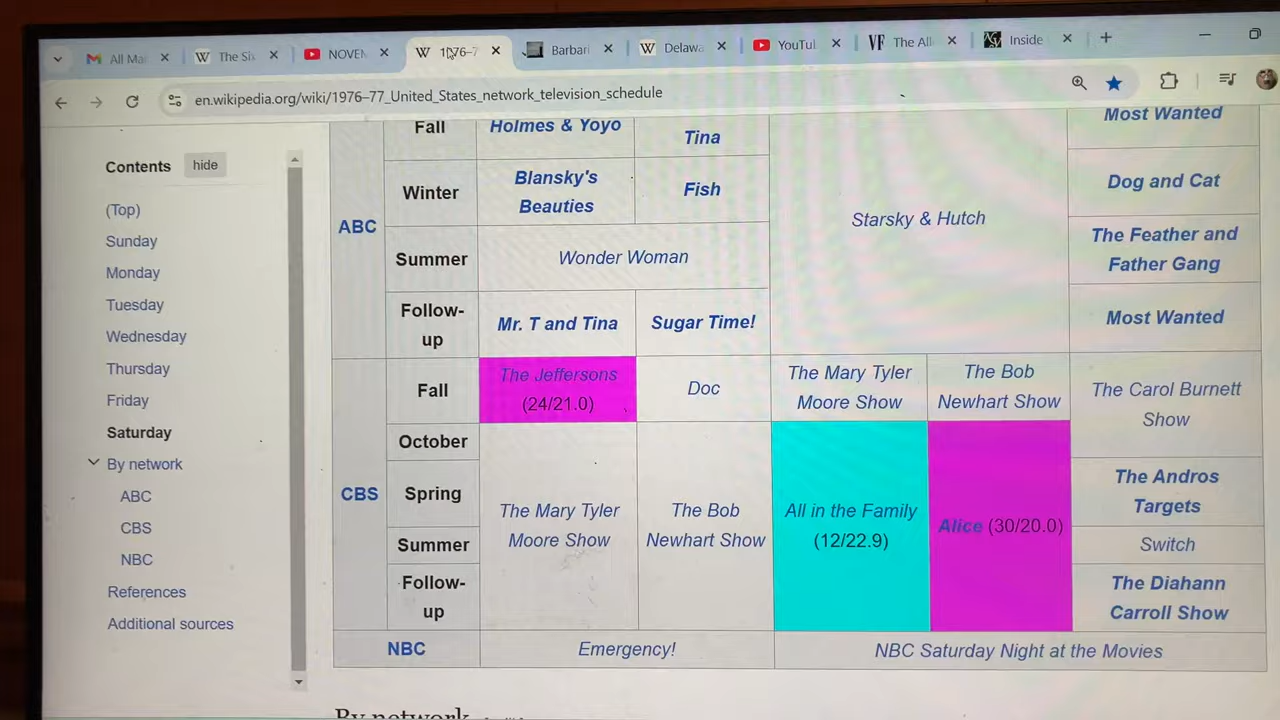 All Ma
The Si
NOVEN
1976–7
Barbari
Delaw
YouTul
The All
Inside
en.wikipedia.org/wiki/1976–77_United_States_network_television_schedule
Contents
hide
(Top)
Sunday
Monday
Tuesday
Wednesday
Thursday
Friday
Saturday
By network
ABC
CBS
NBC
References
Additional sources
ABC
Fall
Holmes & Yoyo
Tina
Most Wanted
Winter
Blansky's
Beauties
Fish
Starsky & Hutch
Dog and Cat
Summer
Wonder Woman
The Feather and
Father Gang
Follow-
up
Mr. T and Tina
Sugar Time!
Most Wanted
CBS
Fall
The Jeffersons
(24/21.0)
Doc
The Mary Tyler
Moore Show
The Bob
Newhart Show
The Carol Burnett
Show
October
Spring
Summer
Follow-
up
The Mary Tyler
Moore Show
The Bob
Newhart Show
All in the Family
(12/22.9)
Alice (30/20.0)
The Andros
Targets
Switch
The Diahann
Carroll Show
NBC
Emergency!
NBC Saturday Night at the Movies
By network